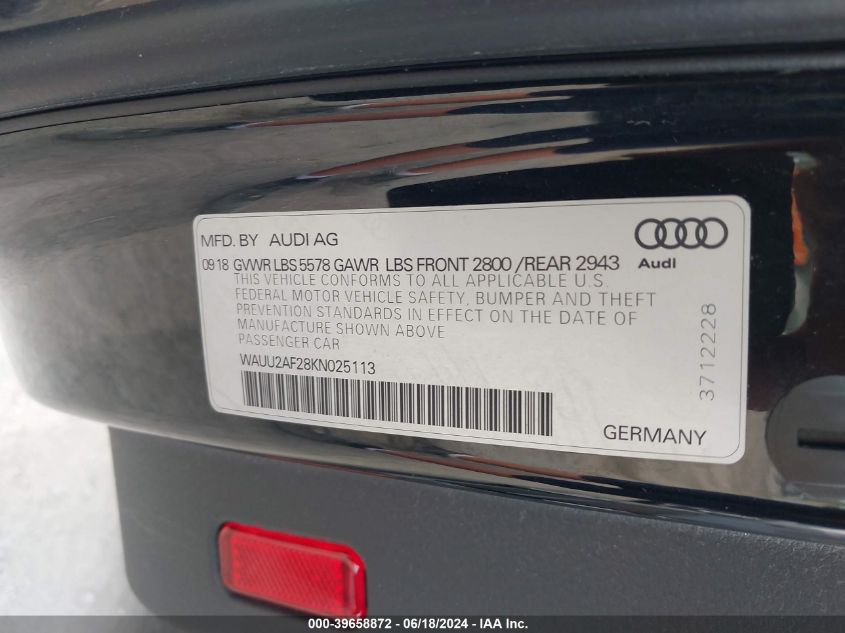 MFD. BY AUDI AG
Audi
09 18 GVWR LBS 5578 GAWR LBS FRONT 2800 /REAR 2943
THIS VEHICLE CONFORMS TO ALL APPLICABLE U.S.
FEDERAL MOTOR VEHICLE SAFETY, BUMPER AND THEFT
PREVENTION STANDARDS IN EFFECT ON THE DATE OF
MANUFACTURE SHOWN ABOVE
PASSENGER CAR
WAUU2AF28KN025113
3712228
GERMANY
000-39658872 - 06/18/2024 - IAA Inc.